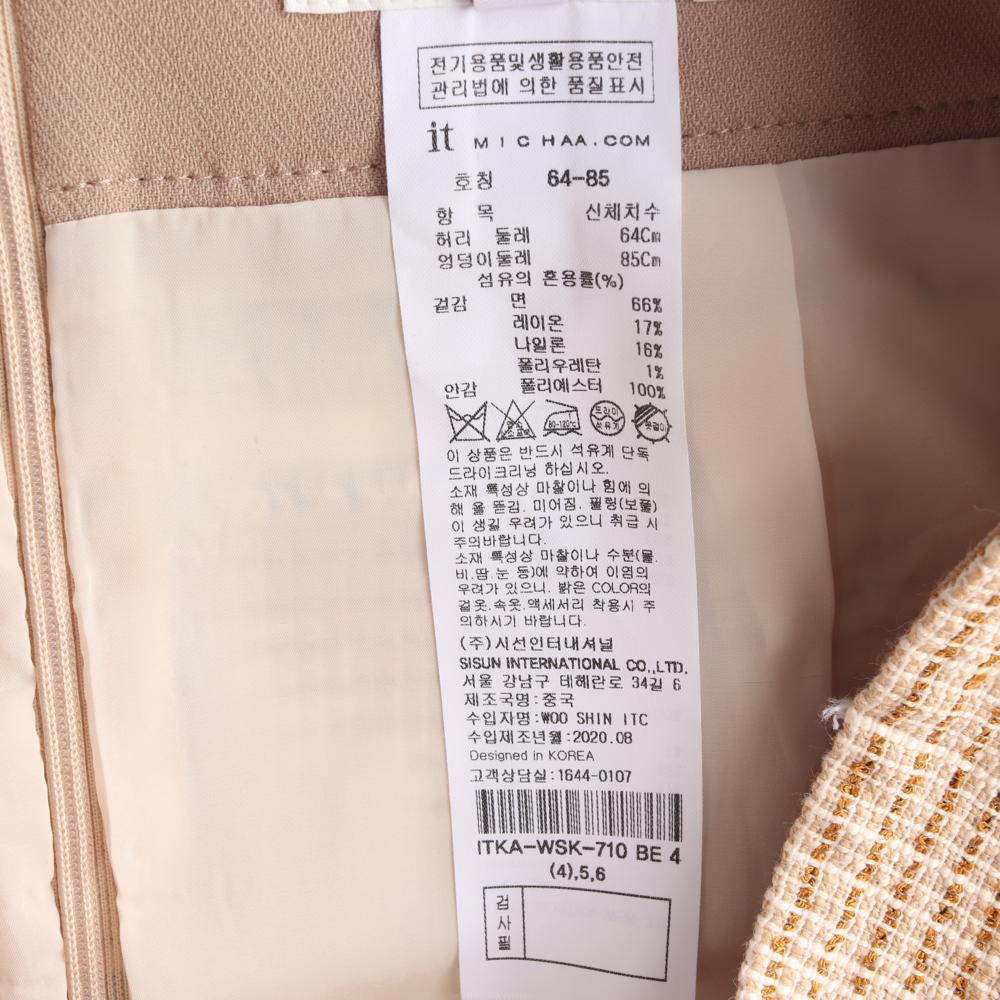 전기용품및생활용품안전
관리법에 의한 품질표시
it MICHAA.COM
호칭 64-85
항 목 신체치수
허리 둘레 64Cm
엉덩이둘레 85Cm
섬유의 혼용률(%)
겉감 면 66%
레이온 17%
나일론 16%
폴리우레탄 1%
안감 폴리에스터 100%
80-120℃ 드라이 옷걸이
석유계
이 상품은 반드시 석유계 단독
드라이크리닝 하십시오.
소재 특성상 마찰이나 힘에 의
해 올 뜯김. 미어짐. 필링(보풀)
이 생길 우려가 있으니 취급 시
주의바랍니다.
소재 특성상 마찰이나 수분(물.
비.땀.눈 등)에 약하여 이염의
우려가 있으니. 밝은 COLOR의
겉옷.속옷.액세서리 착용시 주
의하시기 바랍니다.
(주)시선인터내셔널
SISUN INTERNATIONAL CO.,LTD.
서울 강남구 테헤란로 34길 6
제조국명:중국
수입자명:WOO SHIN ITC
수입제조년월:2020.08
Designed in KOREA
고객상담실:1644-0107
ITKA-WSK-710 BE 4
(4),5,6
검
사
필